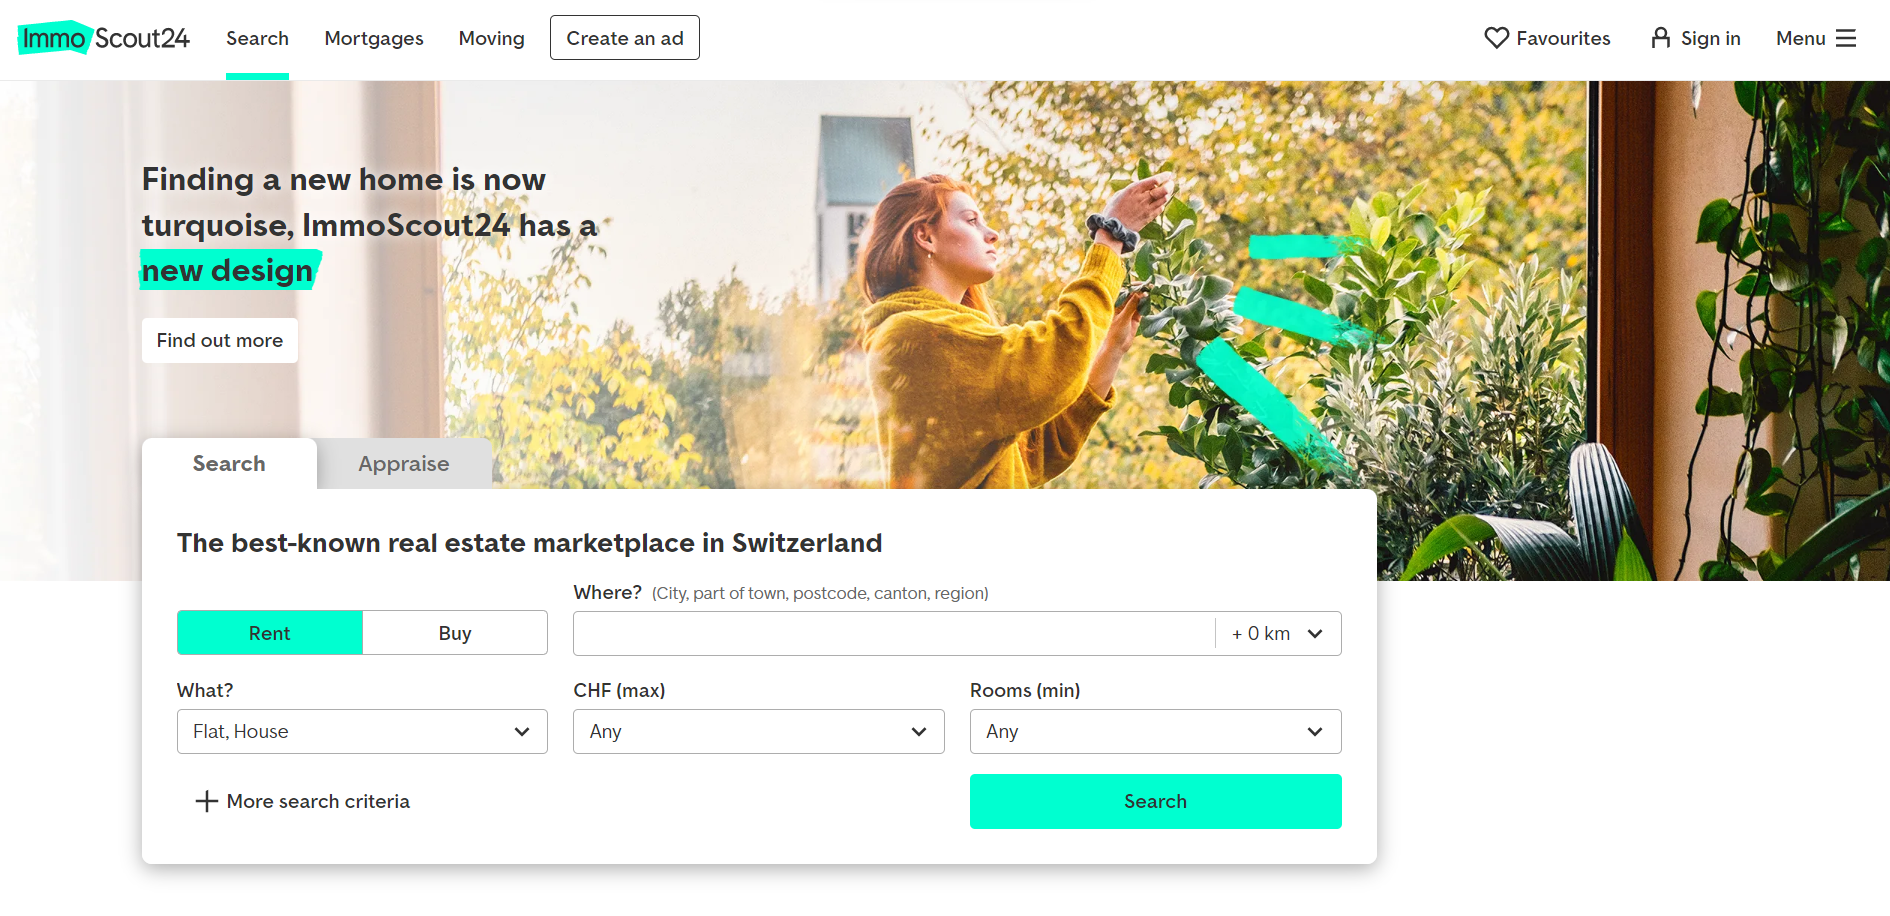 ImmoScout24
Search
Mortgages
Moving
Create an ad
Favourites
Sign in
Menu
Finding a new home is now
turquoise, ImmoScout24 has a
new design
Find out more
Search
Appraise
The best-known real estate marketplace in Switzerland
Rent
Buy
Where? (City, part of town, postcode, canton, region)
+ 0 km
What?
Flat, House
CHF (max)
Any
Rooms (min)
Any
More search criteria
Search